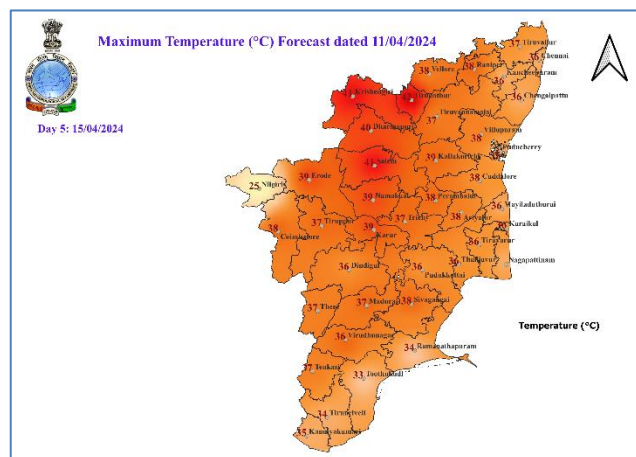 Maximum Temperature (°C) Forecast dated 11/04/2024
Day 5: 15/04/2024
37 Tiruvallur
36 Chennai
38 Vellore
38 Ranipet
36 Kancheepuram
36 Chengalpattu
Krishnagiri
Tirupathur
37 Tiruvannamalai
40 Dharmapuri
38 Villupuram
Puducherry
41 Salem
39 Kallakurichi
39 Erode
38 Cuddalore
25 Nilgiris
39 Namakkal
38 Perambalur
36 Mayiladuthurai
37 Tiruppur
37 Trichy
38 Ariyalur
Karaikal
38 Coimbatore
39 Karur
36 Tiruvarur
36 Dindigul
36 Pudukkottai
Thanjavur
Nagapattinam
37 Theni
37 Madurai
38 Sivagangai
Temperature (°C)
36 Virudhunagar
34 Ramanathapuram
37 Tenkasi
33 Toothukudi
34 Tirunelveli
35 Kanniyakumari